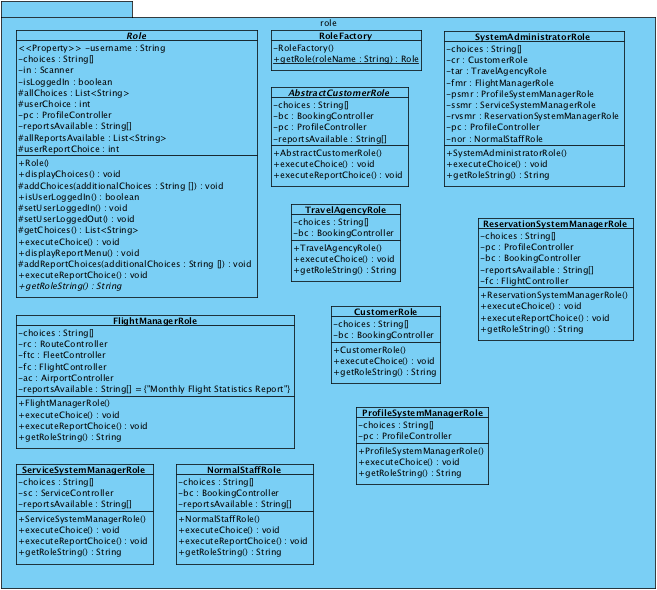 role
Role
<<Property>> -username : String
-choices : String[]
-in : Scanner
-isLoggedIn : boolean
#allChoices : List<String>
#userChoice : int
-pc : ProfileController
-reportsAvailable : String[]
#allReportsAvailable : List<String>
#userReportChoice : int
+Role()
+displayChoices() : void
#addChoices(additionalChoices : String []) : void
+isUserLoggedIn() : boolean
#setUserLoggedIn() : void
#setUserLoggedOut() : void
#getChoices() : List<String>
+executeChoice() : void
+displayReportMenu() : void
#addReportChoices(additionalChoices : String []) : void
+executeReportChoice() : void
+getRoleString() : String
RoleFactory
-RoleFactory()
+getRole(roleName : String) : Role
AbstractCustomerRole
-choices : String[]
-bc : BookingController
-pc : ProfileController
-reportsAvailable : String[]
+AbstractCustomerRole()
+executeChoice() : void
+executeReportChoice() : void
SystemAdministratorRole
-choices : String[]
-cr : CustomerRole
-tar : TravelAgencyRole
-fmr : FlightManagerRole
-psmr : ProfileSystemManagerRole
-ssmr : ServiceSystemManagerRole
-rvsmr : ReservationSystemManagerRole
-pc : ProfileController
-nor : NormalStaffRole
+SystemAdministratorRole()
+executeChoice() : void
+getRoleString() : String
TravelAgencyRole
-choices : String[]
-bc : BookingController
+TravelAgencyRole()
+executeChoice() : void
+getRoleString() : String
ReservationSystemManagerRole
-choices : String[]
-pc : ProfileController
-bc : BookingController
-reportsAvailable : String[]
-fc : FlightController
+ReservationSystemManagerRole()
+executeChoice() : void
+executeReportChoice() : void
+getRoleString() : String
FlightManagerRole
-choices : String[]
-rc : RouteController
-ftc : FleetController
-fc : FlightController
-ac : AirportController
-reportsAvailable : String[] = {"Monthly Flight Statistics Report"}
+FlightManagerRole()
+executeChoice() : void
+executeReportChoice() : void
+getRoleString() : String
CustomerRole
-choices : String[]
-bc : BookingController
+CustomerRole()
+executeChoice() : void
+getRoleString() : String
ProfileSystemManagerRole
-choices : String[]
-pc : ProfileController
+ProfileSystemManagerRole()
+executeChoice() : void
+getRoleString() : String
ServiceSystemManagerRole
-choices : String[]
-sc : ServiceController
-reportsAvailable : String[]
+ServiceSystemManagerRole()
+executeChoice() : void
+executeReportChoice() : void
+getRoleString() : String
NormalStaffRole
-choices : String[]
-bc : BookingController
-reportsAvailable : String[]
+NormalStaffRole()
+executeChoice() : void
+executeReportChoice() : void
+getRoleString() : String